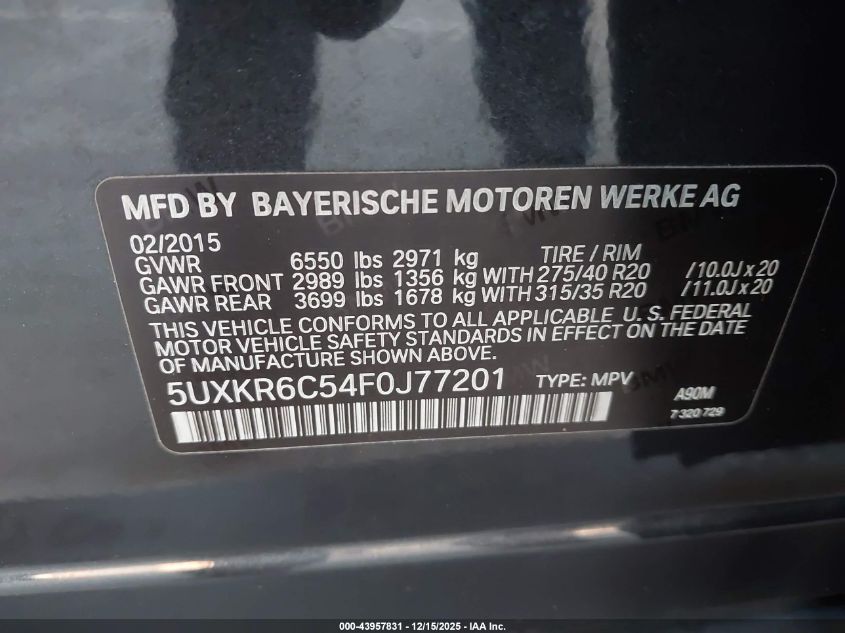 MFD BY BAYERISCHE MOTOREN WERKE AG
02/2015 TIRE / RIM
GVWR 6550 lbs 2971 kg
GAWR FRONT 2989 lbs 1356 kg WITH 275/40 R20 /10.0J x 20
GAWR REAR 3699 lbs 1678 kg WITH 315/35 R20 /11.0J x 20
THIS VEHICLE CONFORMS TO ALL APPLICABLE U.S. FEDERAL
MOTOR VEHICLE SAFETY STANDARDS IN EFFECT ON THE DATE
OF MANUFACTURE SHOWN ABOVE.
5UXKR6C54F0J77201 TYPE: MPV A90M
7 320 729
000-43957831 - 12/15/2025 - IAA Inc.